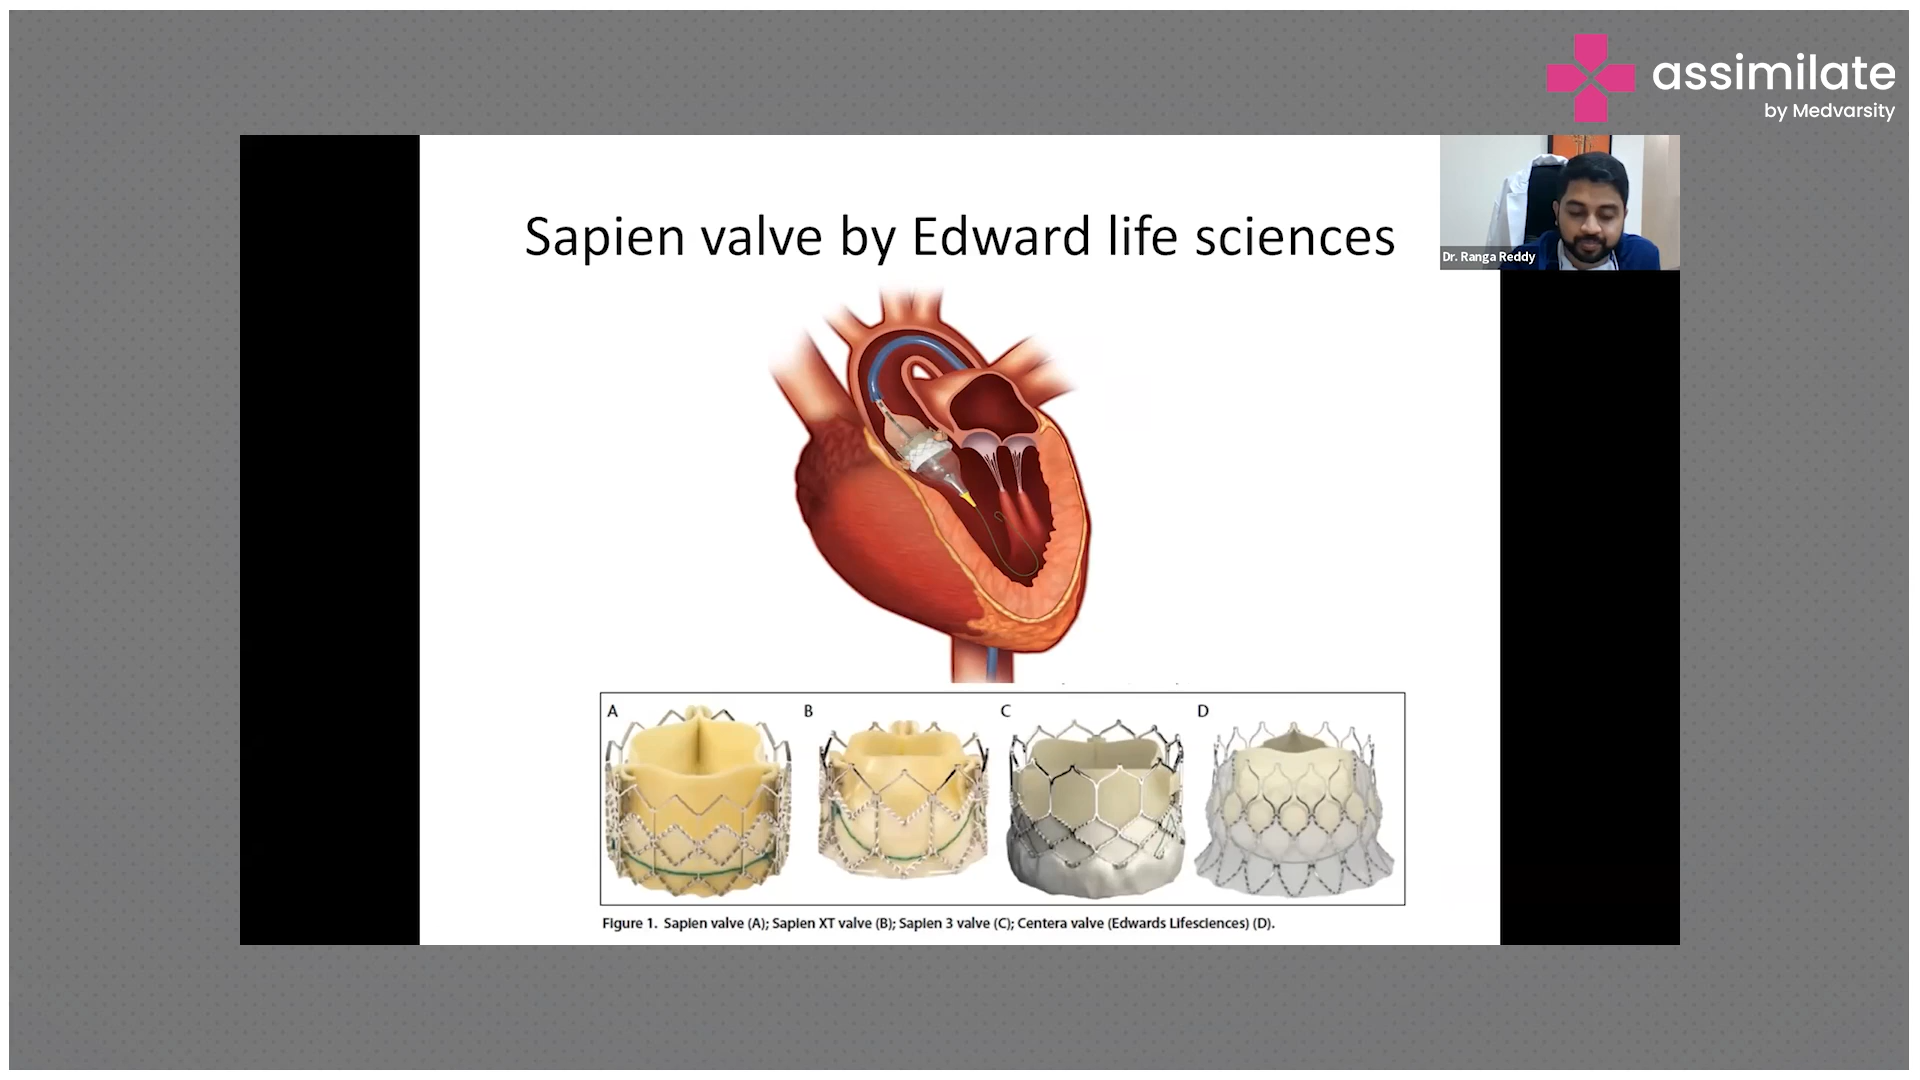 assimilate
by Medvarsity
Sapien valve by Edward life sciences
Dr. Ranga Reddy
A B C D
Figure 1. Sapien valve (A); Sapien XT valve (B); Sapien 3 valve (C); Centera valve (Edwards Lifesciences) (D).